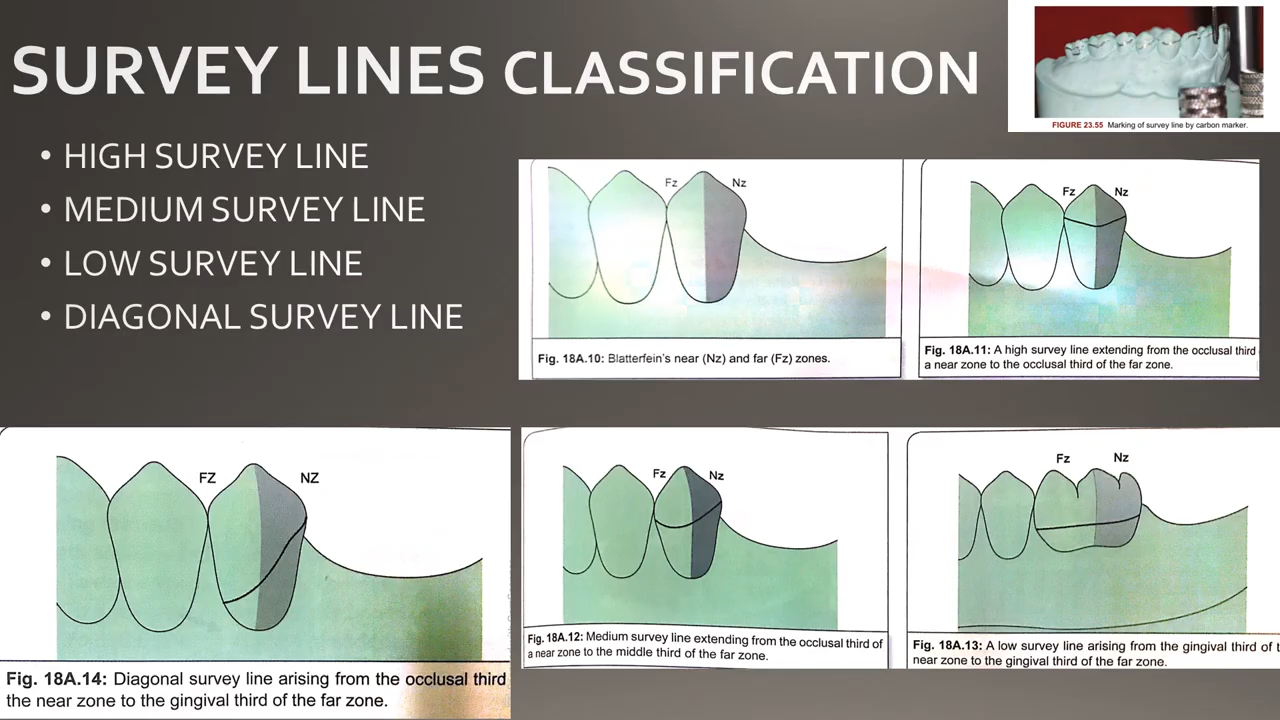 SURVEY LINES CLASSIFICATION
FIGURE 23.55 Marking of survey line by carbon marker.
• HIGH SURVEY LINE
• MEDIUM SURVEY LINE
• LOW SURVEY LINE
• DIAGONAL SURVEY LINE
Fz Nz
Fig. 18A.10: Blatterfein's near (Nz) and far (Fz) zones.
Fz Nz
Fig. 18A.11: A high survey line extending from the occlusal third
a near zone to the occlusal third of the far zone.
FZ NZ
Fig. 18A.14: Diagonal survey line arising from the occlusal third
the near zone to the gingival third of the far zone.
Fz Nz
Fig. 18A.12: Medium survey line extending from the occlusal third of
a near zone to the middle third of the far zone.
Fz Nz
Fig. 18A.13: A low survey line arising from the gingival third of t
near zone to the gingival third of the far zone.